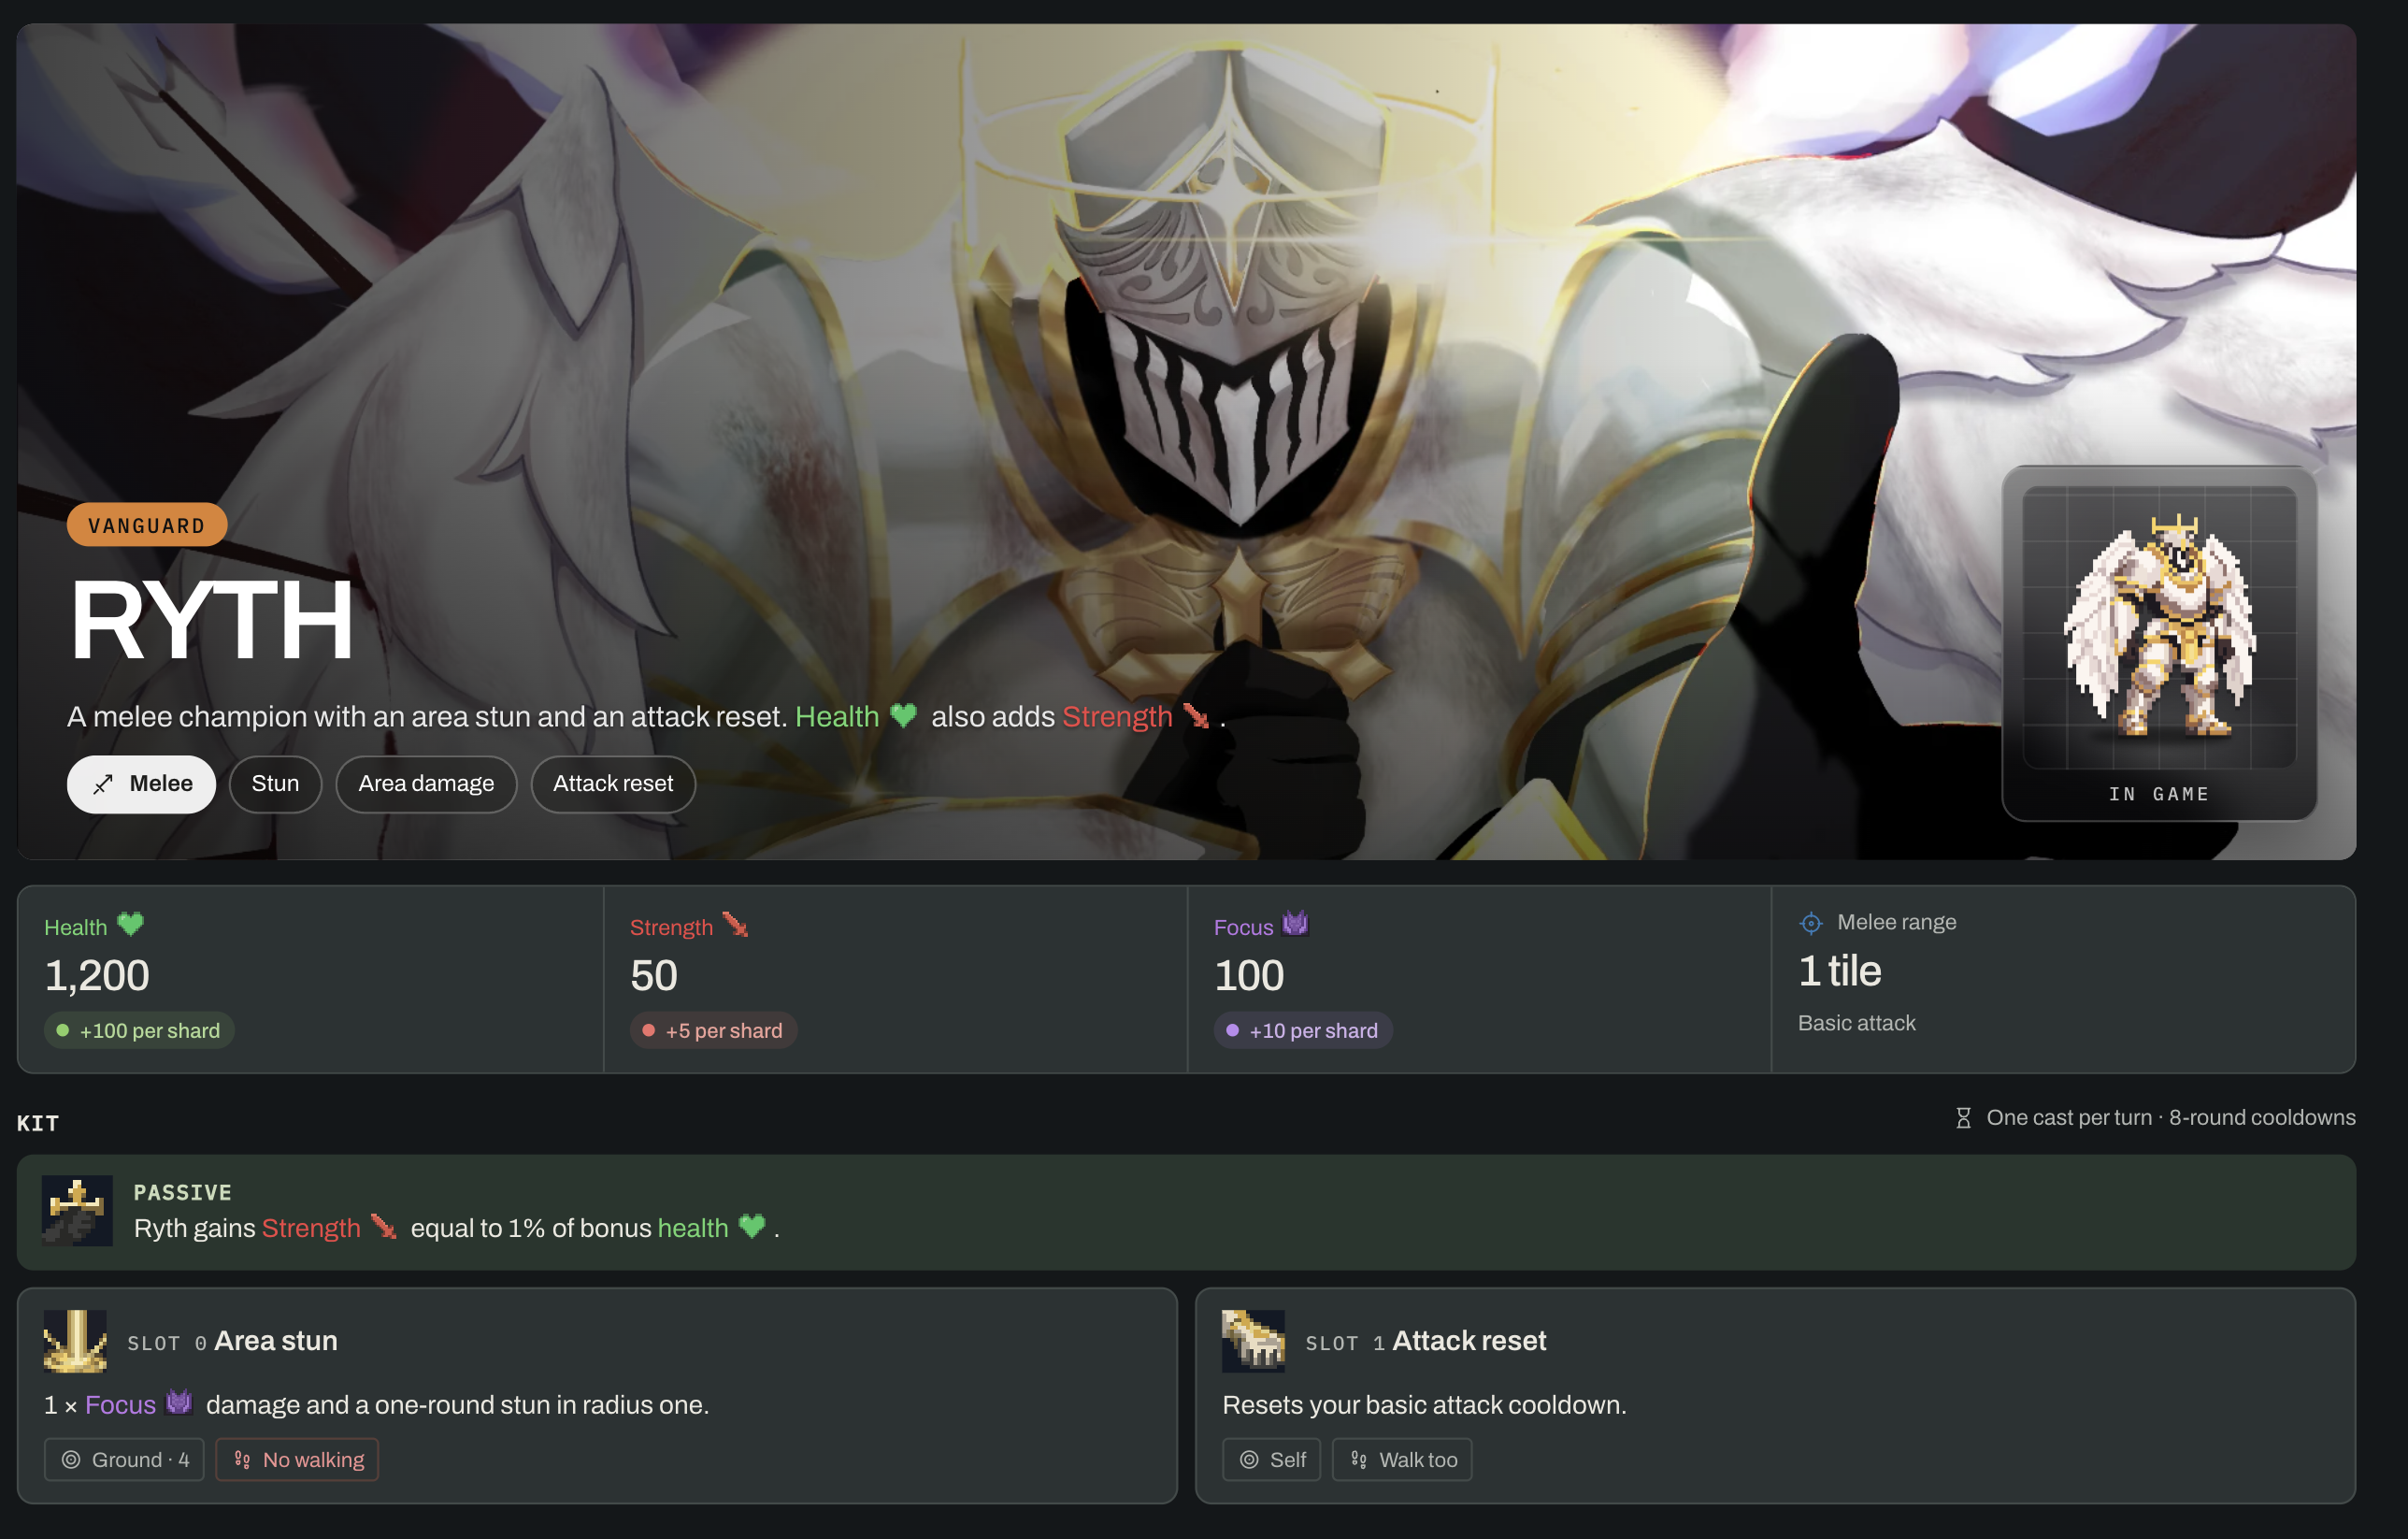 VANGUARD
RYTH
A melee champion with an area stun and an attack reset. Health also adds Strength .
Melee Stun Area damage Attack reset
IN GAME
Health
1,200
+100 per shard
Strength
50
+5 per shard
Focus
100
+10 per shard
Melee range
1 tile
Basic attack
KIT
One cast per turn · 8-round cooldowns
PASSIVE
Ryth gains Strength equal to 1% of bonus health .
SLOT 0 Area stun
1 × Focus damage and a one-round stun in radius one.
Ground · 4 No walking
SLOT 1 Attack reset
Resets your basic attack cooldown.
Self Walk too